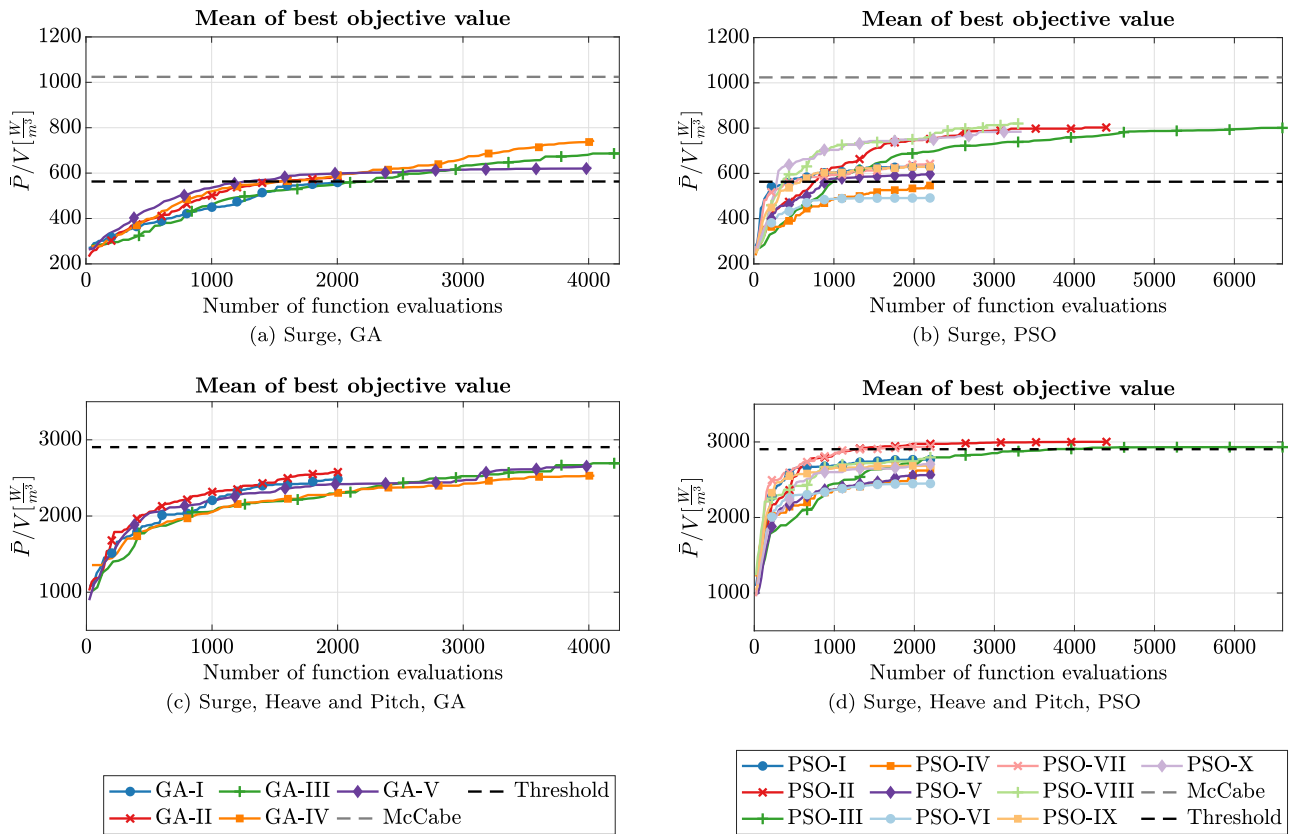 Mean of best objective value
1200
1000
800
600
400
200
P̄/V[W/m³]
0 1000 2000 3000 4000
Number of function evaluations
(a) Surge, GA
Mean of best objective value
1200
1000
800
600
400
200
P̄/V[W/m³]
0 1000 2000 3000 4000 5000 6000
Number of function evaluations
(b) Surge, PSO
Mean of best objective value
3000
2000
1000
P̄/V[W/m³]
0 1000 2000 3000 4000
Number of function evaluations
(c) Surge, Heave and Pitch, GA
Mean of best objective value
3000
2000
1000
P̄/V[W/m³]
0 1000 2000 3000 4000 5000 6000
Number of function evaluations
(d) Surge, Heave and Pitch, PSO
GA-I GA-III GA-V Threshold
GA-II GA-IV McCabe
PSO-I PSO-IV PSO-VII PSO-X
PSO-II PSO-V PSO-VIII McCabe
PSO-III PSO-VI PSO-IX Threshold